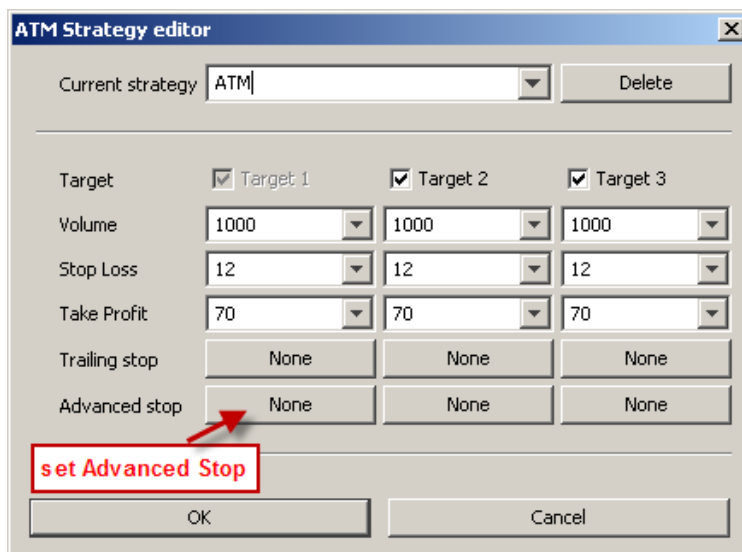 ATM Strategy editor
Current strategy ATM Delete
Target Target 1 Target 2 Target 3
Volume 1000 1000 1000
Stop Loss 12 12 12
Take Profit 70 70 70
Trailing stop None None None
Advanced stop None None None
set Advanced Stop
OK Cancel